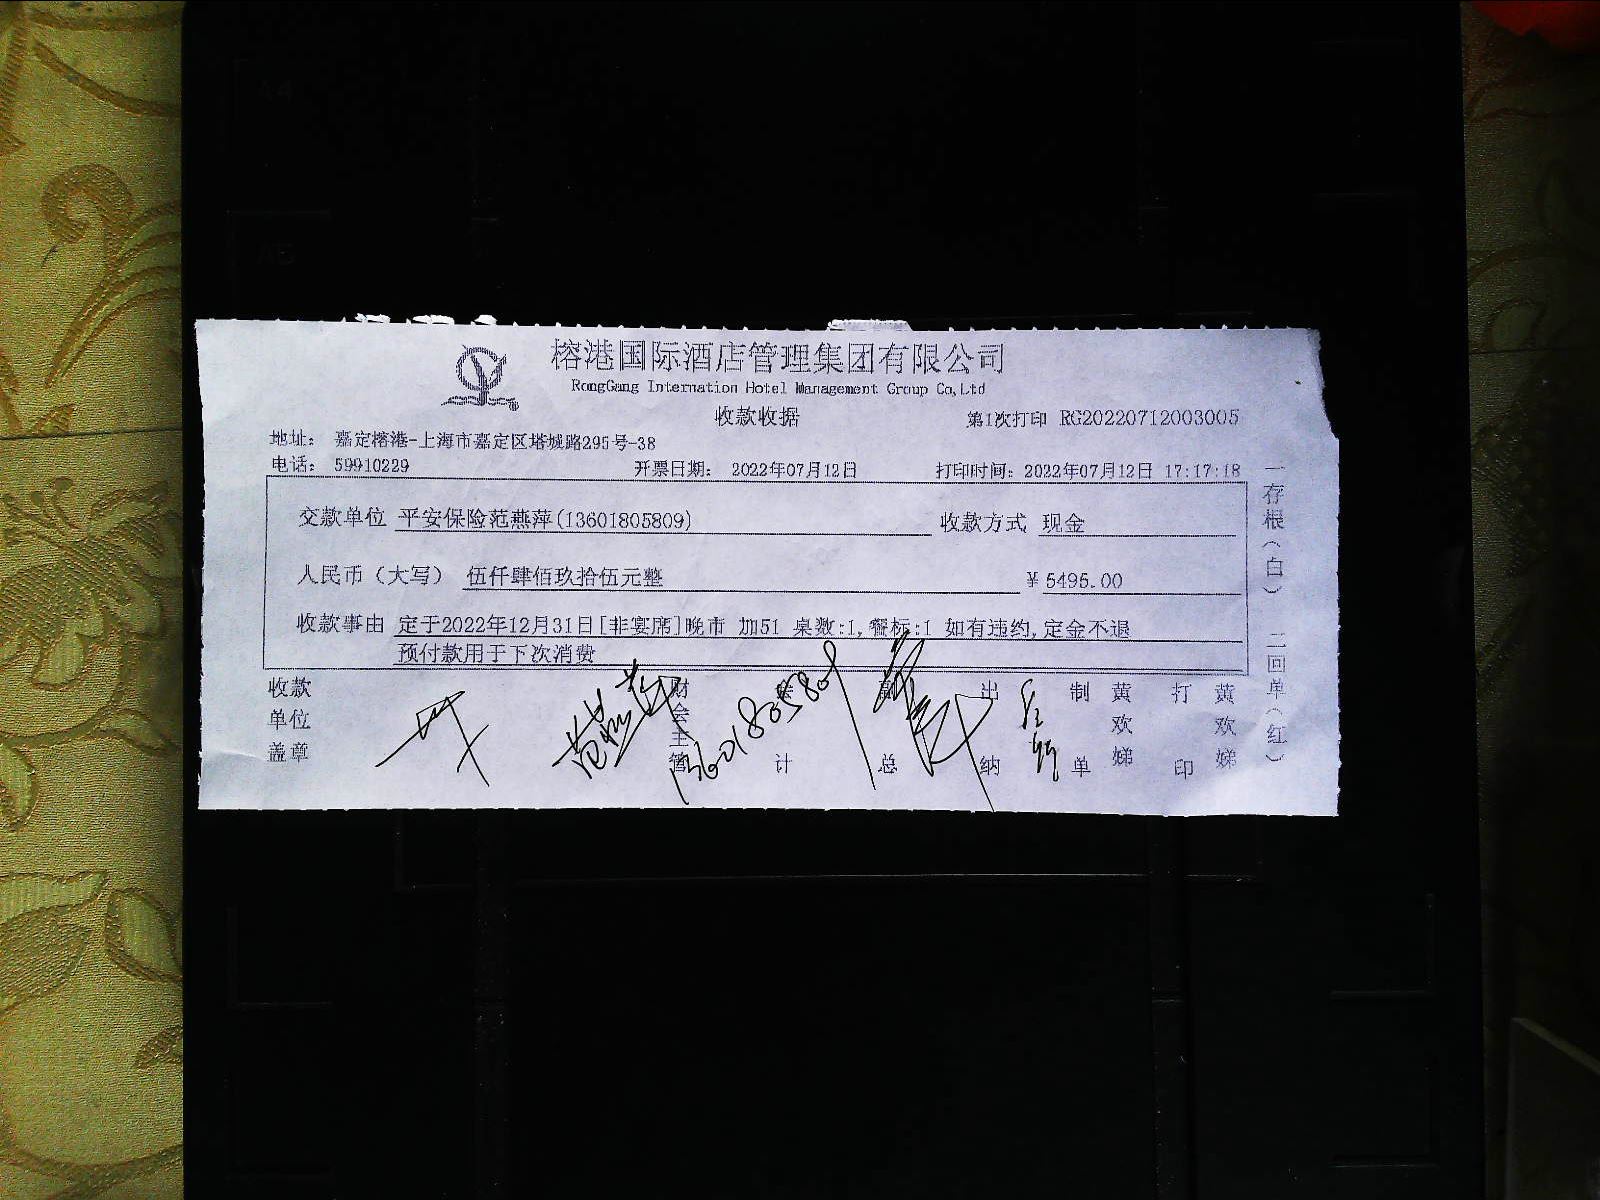 榕港国际酒店管理集团有限公司
RongGang Internation Hotel Management Group Co,Ltd
收款收据
第1次打印 RG20220712003005
地址： 嘉定榕港-上海市嘉定区塔城路295号-38
电话： 59910229 开票日期： 2022年07月12日 打印时间：2022年07月12日 17:17:18
交款单位 平安保险范燕萍(13601805809) 收款方式 现金
人民币（大写） 伍仟肆佰玖拾伍元整 ￥5495.00
收款事由 定于2022年12月31日[非宴席]晚市 加51 桌数:1,餐标:1 如有违约,定金不退
预付款用于下次消费
收款单位盖章
财会主管
13601805809
会计
副总
出纳
制单 黄欢娣
打印 黄欢娣
一存根（白） 二回单（红）